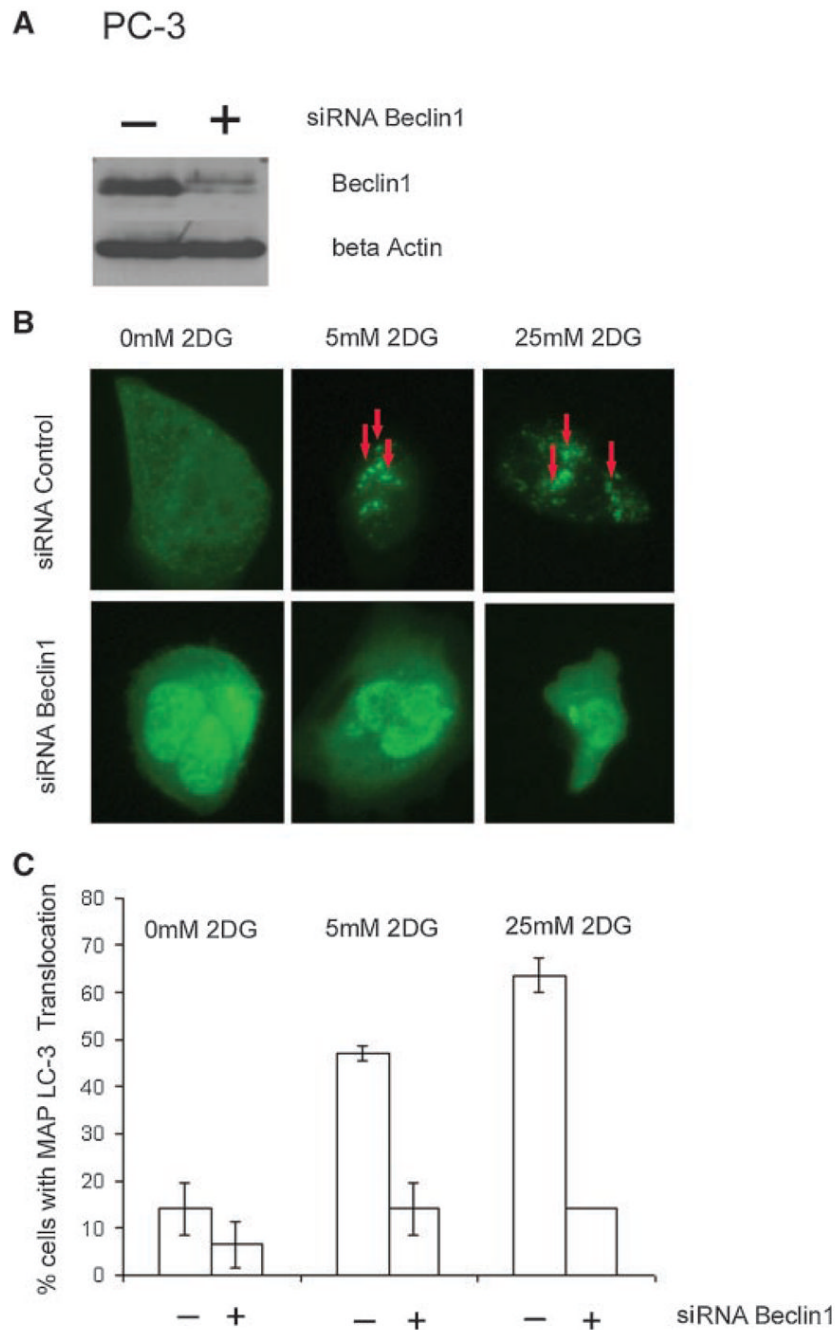 A PC-3
− + siRNA Beclin1
Beclin1
beta Actin
B
0mM 2DG 5mM 2DG 25mM 2DG
siRNA Control
siRNA Beclin1
C
% cells with MAP LC-3 Translocation
80
70
60
50
40
30
20
10
0
0mM 2DG 5mM 2DG 25mM 2DG
− + − + − + siRNA Beclin1